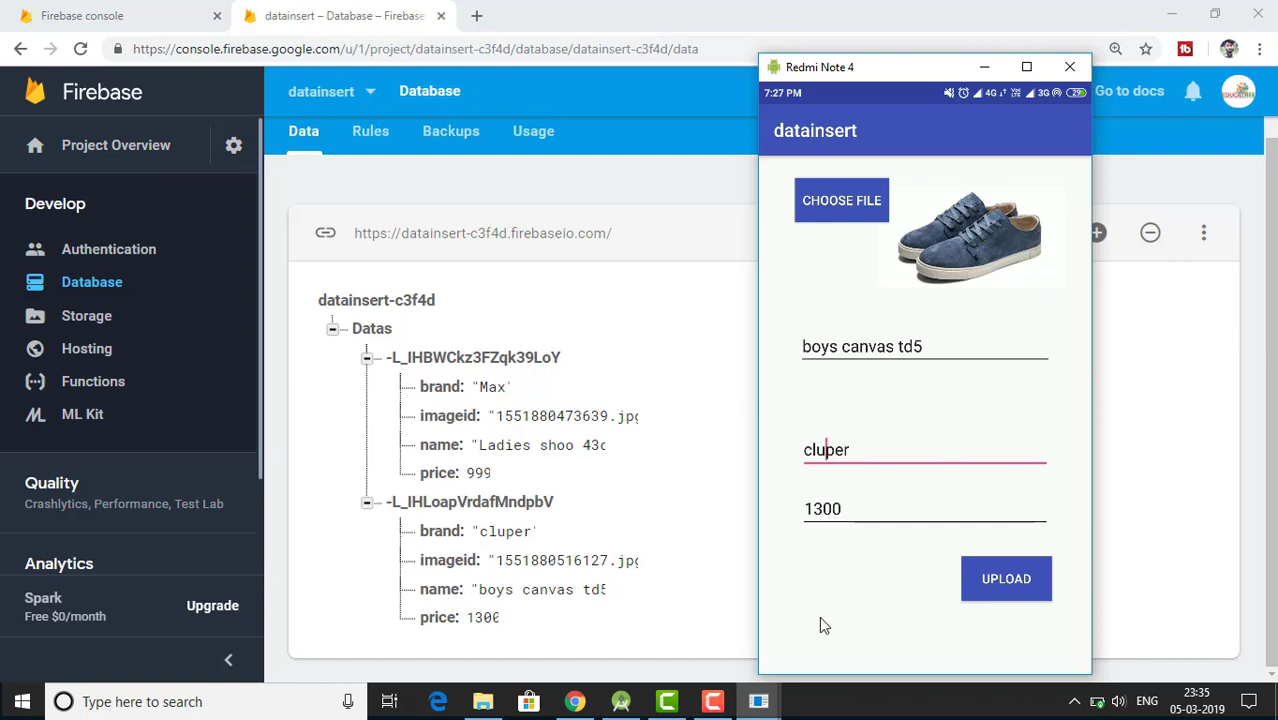 Firebase console
datainsert – Database – Firebase
https://console.firebase.google.com/u/1/project/datainsert-c3f4d/database/datainsert-c3f4d/data
Firebase
datainsert
Database
Go to docs
Project Overview
Data
Rules
Backups
Usage
Develop
Authentication
Database
Storage
Hosting
Functions
ML Kit
Quality
Crashlytics, Performance, Test Lab
Analytics
Spark
Free $0/month
Upgrade
https://datainsert-c3f4d.firebaseio.com/
datainsert-c3f4d
Datas
-L_IHBWCkz3FZqk39LoY
brand: "Max"
imageid: "1551880473639.jpg
name: "Ladies shoo 43c
price: 999
-L_IHLoapVrdafMndpbV
brand: "cluper"
imageid: "1551880516127.jpg
name: "boys canvas td5
price: 1300
Redmi Note 4
7:27 PM
4G
3G
29
datainsert
CHOOSE FILE
boys canvas td5
cluper
1300
UPLOAD
Type here to search
ENG
23:35
05-03-2019